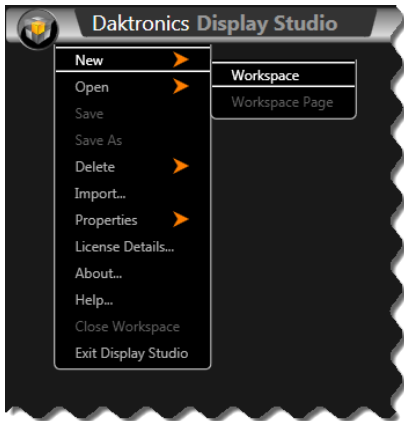 Daktronics Display Studio
New
Workspace
Open
Workspace Page
Save
Save As
Delete
Import...
Properties
License Details...
About...
Help...
Close Workspace
Exit Display Studio